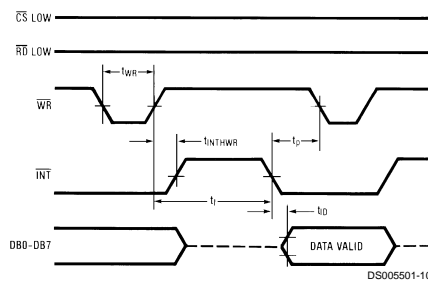 CS LOW
RD LOW
tWR
WR
tINTHWR
tp
INT
tI
tID
DB0-DB7
DATA VALID
DS005501-10